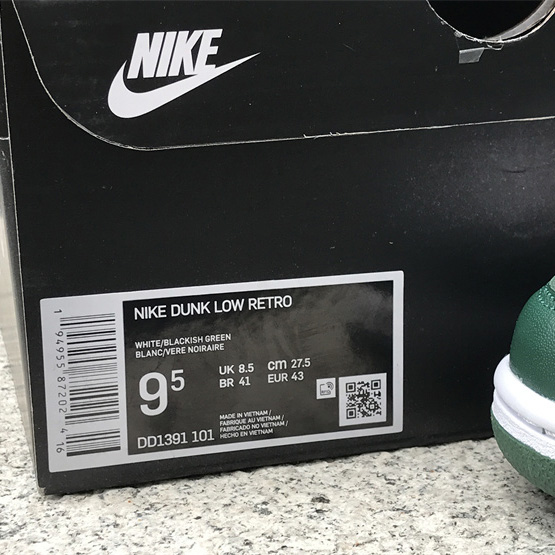 NIKE
NIKE DUNK LOW RETRO
WHITE/BLACKISH GREEN
BLANC/VERE NOIRAIRE
9⁵
UK 8.5 cm 27.5
BR 41 EUR 43
MADE IN VIETNAM /
FABRIQUE AU VIETNAM /
FABRICADO NO VIETNAM /
HECHO EN VIETNAM
DD1391 101
1 94955 87202 4 16